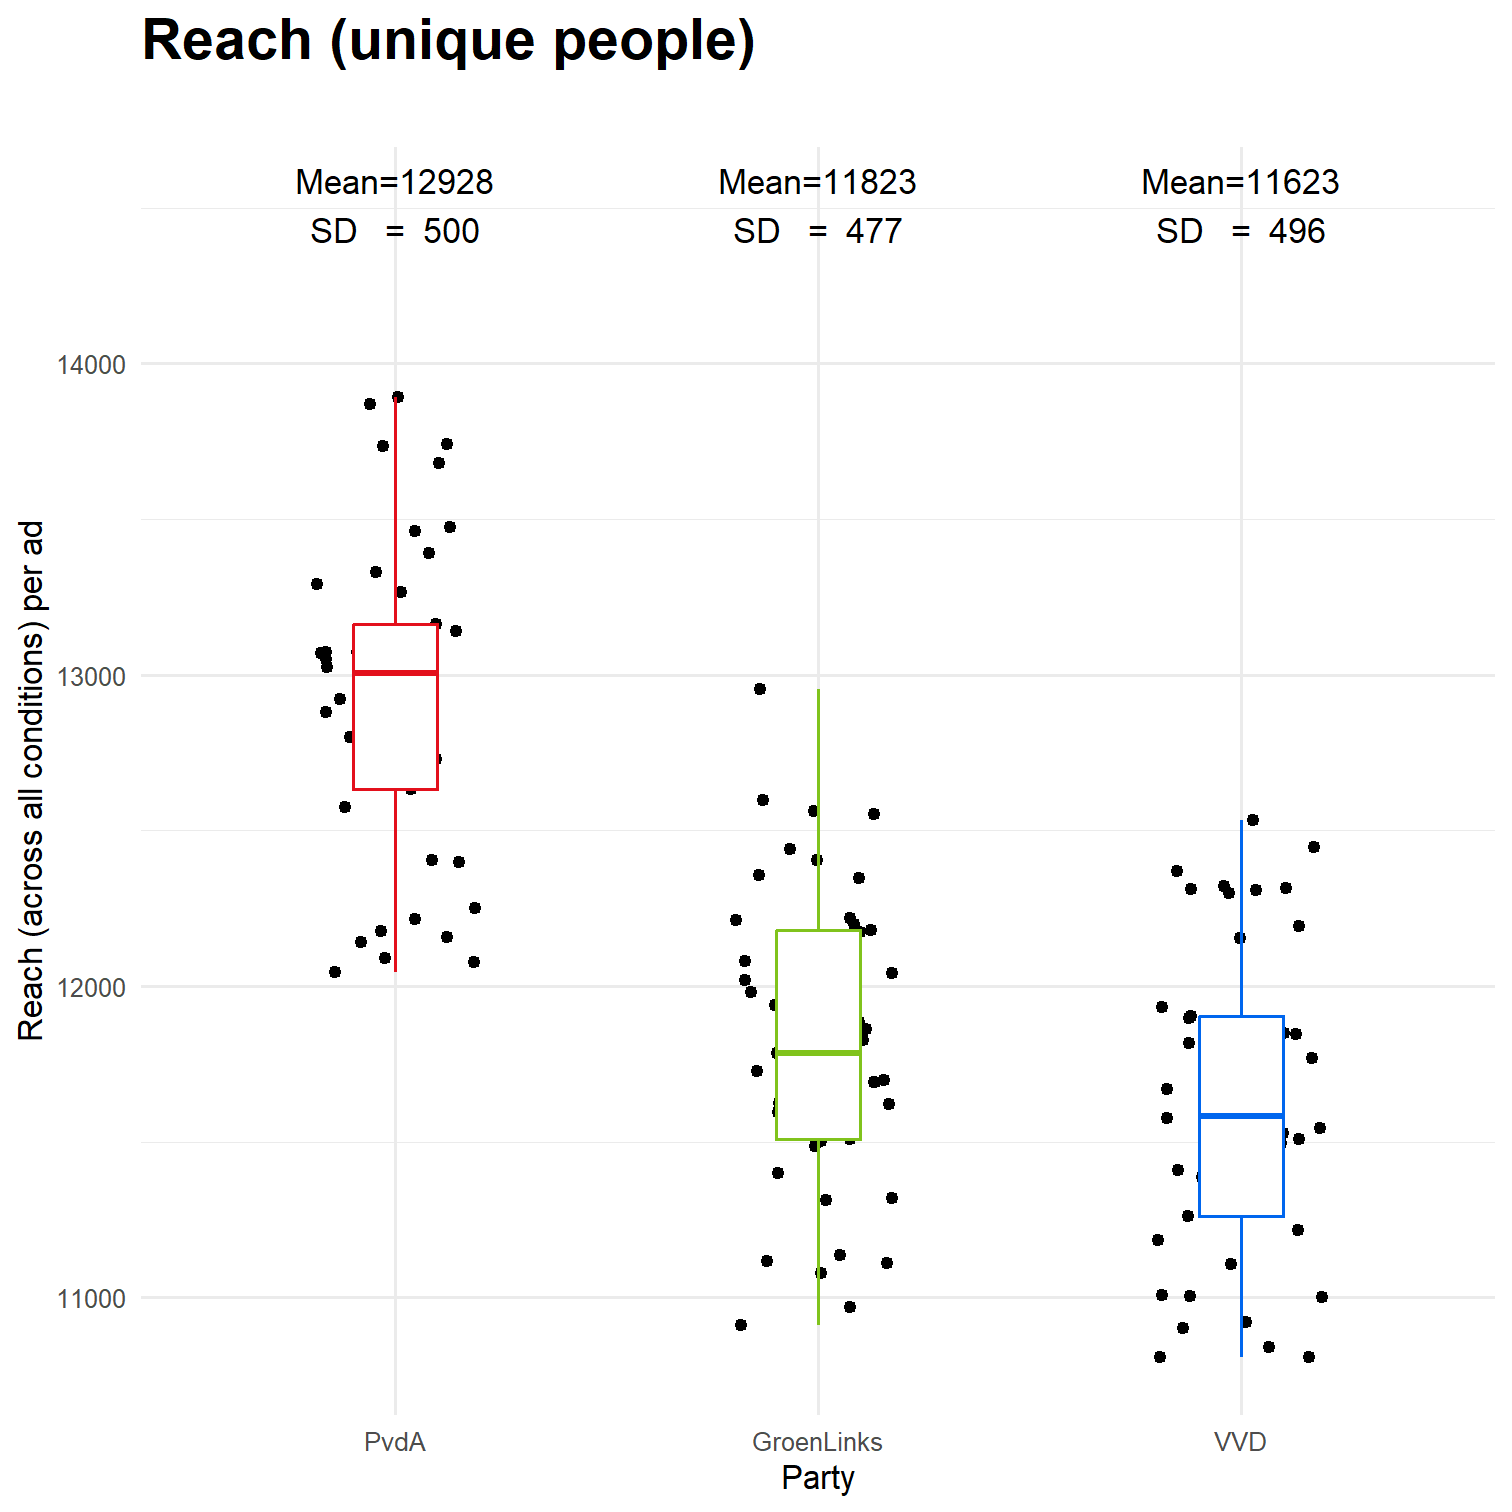 Reach (unique people)
Mean=12928
SD = 500
Mean=11823
SD = 477
Mean=11623
SD = 496
Reach (across all conditions) per ad
14000
13000
12000
11000
PvdA
GroenLinks
VVD
Party